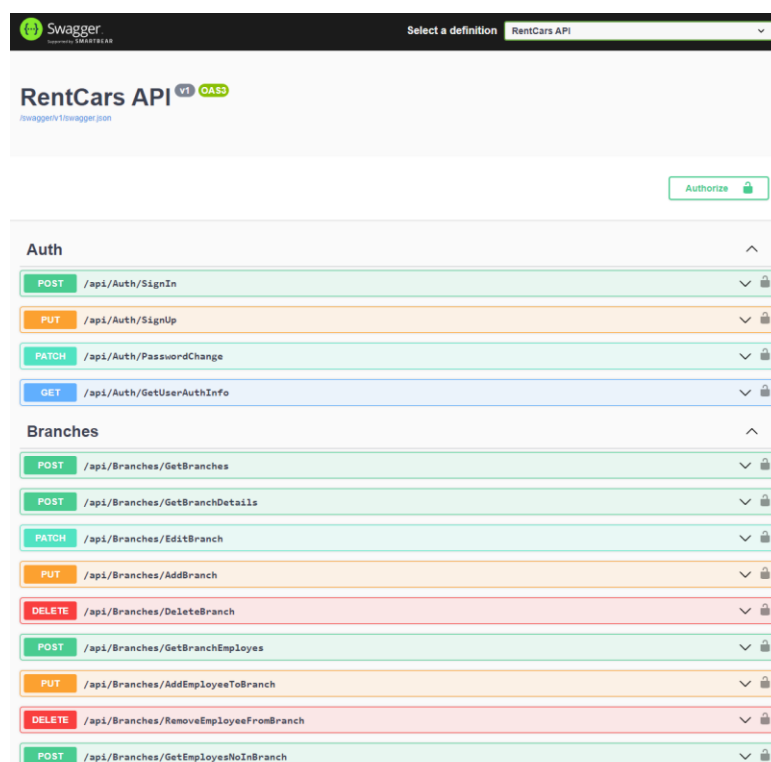 Swagger.
Supported by SMARTBEAR
Select a definition
RentCars API
RentCars API v1 OAS3
/swagger/v1/swagger.json
Authorize
Auth
POST /api/Auth/SignIn
PUT /api/Auth/SignUp
PATCH /api/Auth/PasswordChange
GET /api/Auth/GetUserAuthInfo
Branches
POST /api/Branches/GetBranches
POST /api/Branches/GetBranchDetails
PATCH /api/Branches/EditBranch
PUT /api/Branches/AddBranch
DELETE /api/Branches/DeleteBranch
POST /api/Branches/GetBranchEmployes
PUT /api/Branches/AddEmployeeToBranch
DELETE /api/Branches/RemoveEmployeeFromBranch
POST /api/Branches/GetEmployesNoInBranch